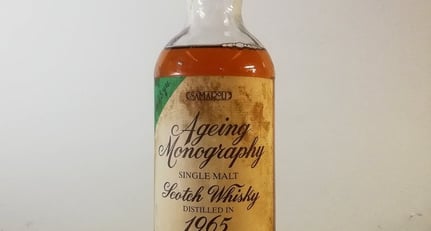 SAMAROLI
Ageing
Monography
SINGLE MALT
Scotch Whisky
DISTILLED IN
1965